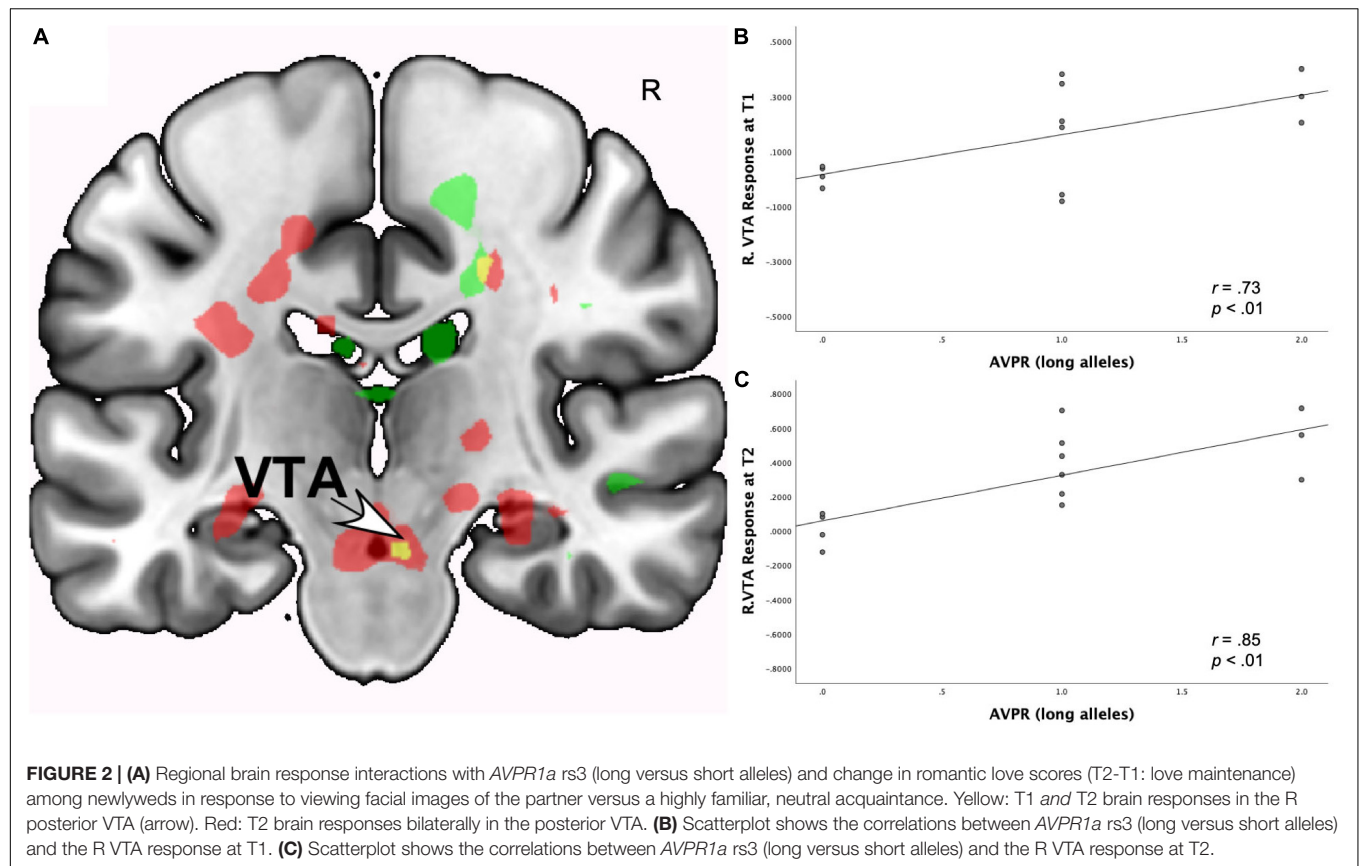 A
R
VTA
B
R. VTA Response at T1
.5000
.3000
.1000
-.1000
-.3000
-.5000
r = .73
p < .01
.0 .5 1.0 1.5 2.0
AVPR (long alleles)
C
R.VTA Response at T2
.8000
.6000
.4000
.2000
.0000
-.2000
-.4000
-.6000
-.8000
r = .85
p < .01
.0 .5 1.0 1.5 2.0
AVPR (long alleles)
FIGURE 2 | (A) Regional brain response interactions with AVPR1a rs3 (long versus short alleles) and change in romantic love scores (T2-T1: love maintenance)
among newlyweds in response to viewing facial images of the partner versus a highly familiar, neutral acquaintance. Yellow: T1 and T2 brain responses in the R
posterior VTA (arrow). Red: T2 brain responses bilaterally in the posterior VTA. (B) Scatterplot shows the correlations between AVPR1a rs3 (long versus short alleles)
and the R VTA response at T1. (C) Scatterplot shows the correlations between AVPR1a rs3 (long versus short alleles) and the R VTA response at T2.